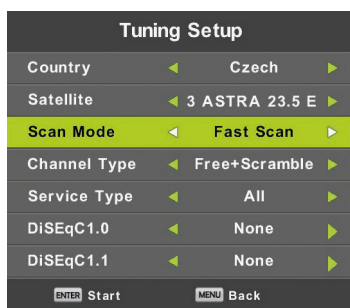 Tuning Setup
Country Czech
Satellite 3 ASTRA 23.5 E
Scan Mode Fast Scan
Channel Type Free+Scramble
Service Type All
DiSEqC1.0 None
DiSEqC1.1 None
ENTER Start MENU Back